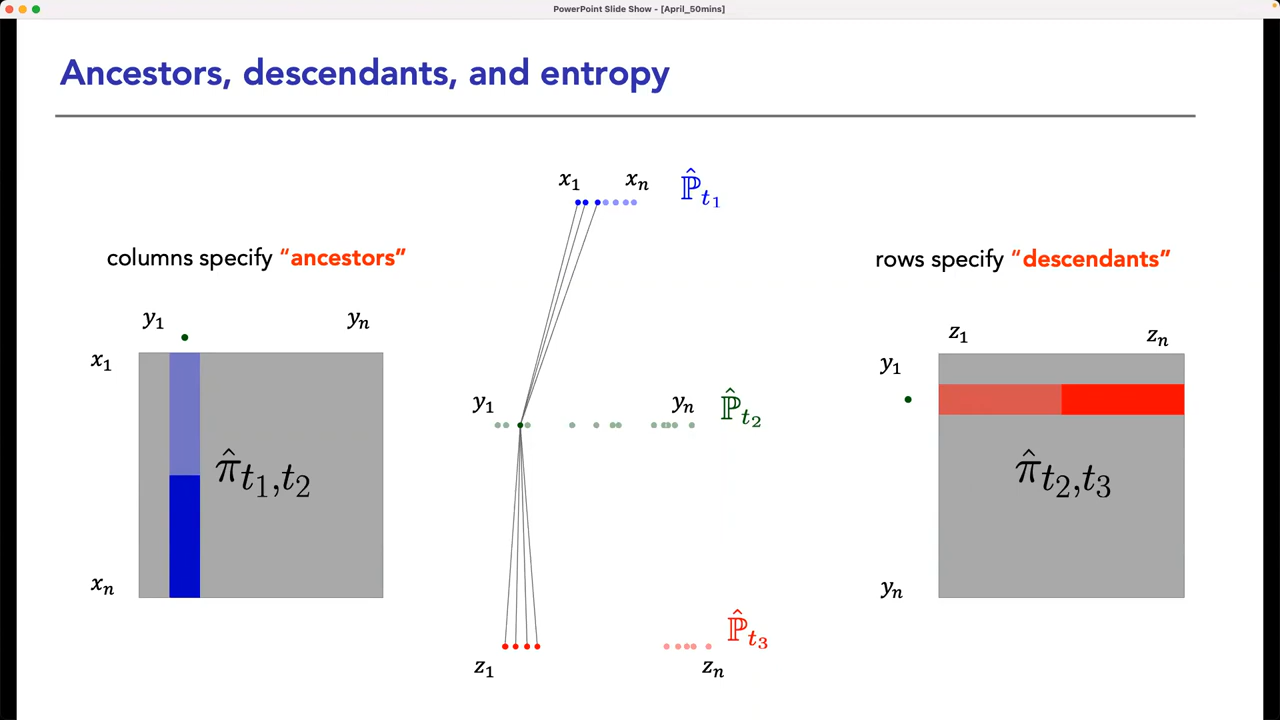 PowerPoint Slide Show - [April_50mins]
Ancestors, descendants, and entropy
x₁ xₙ ℙ̂ₜ₁
columns specify “ancestors”
rows specify “descendants”
y₁ yₙ
x₁
π̂ₜ₁,ₜ₂
xₙ
y₁ yₙ ℙ̂ₜ₂
z₁ zₙ ℙ̂ₜ₃
z₁ zₙ
y₁
π̂ₜ₂,ₜ₃
yₙ